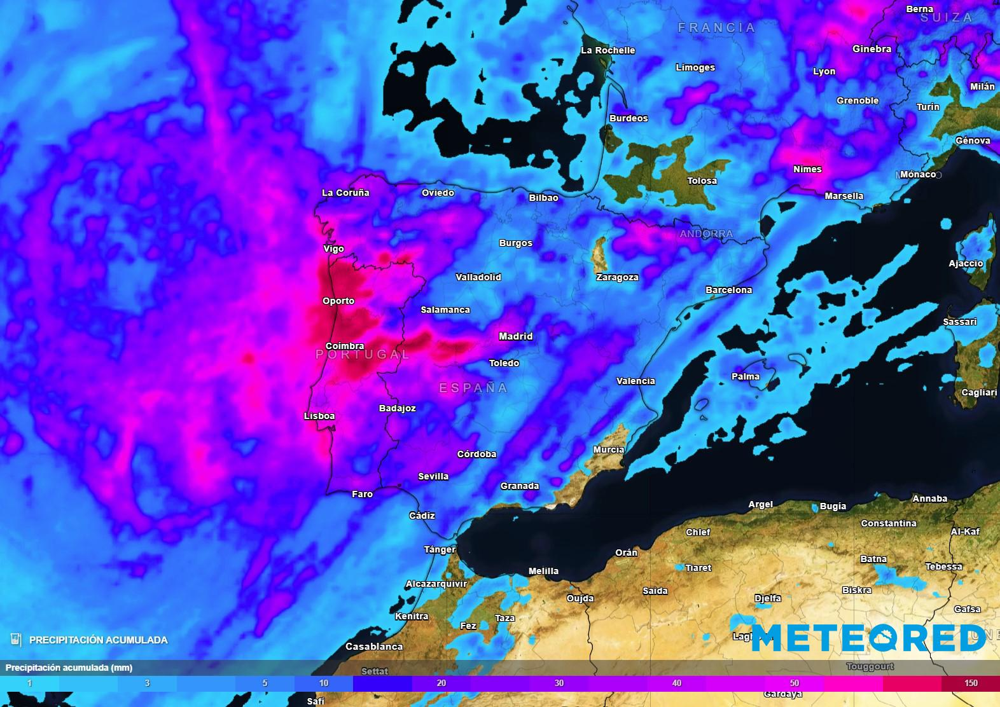 Berna
SUIZA
FRANCIA
Ginebra
La Rochelle
Limoges
Lyon
Milán
Grenoble
Turín
Burdeos
Génova
Nimes
Mónaco
Tolosa
La Coruña
Oviedo
Bilbao
Marsella
ANDORRA
Burgos
Vigo
Ajaccio
Valladolid
Zaragoza
Barcelona
Oporto
Salamanca
Sassari
Madrid
Coímbra
PORTUGAL
Toledo
Palma
Valencia
ESPAÑA
Cagliari
Badajoz
Lisboa
Murcia
Córdoba
Sevilla
Granada
Faro
Annaba
Argel
Bugía
Cádiz
Constantina
Chlef
Al-Kaf
Tánger
Orán
Batna
Tiaret
Tebessa
Melilla
Alcazarquivir
Saida
Biskra
Oujda
Djelfa
Gafsa
Kenitra
Taza
Fez
METEORED
PRECIPITACIÓN ACUMULADA
Casablanca
Precipitación acumulada (mm)
Settat
Touggourt
1 3 5 10 20 30 40 50 150
Gardaya
Safí